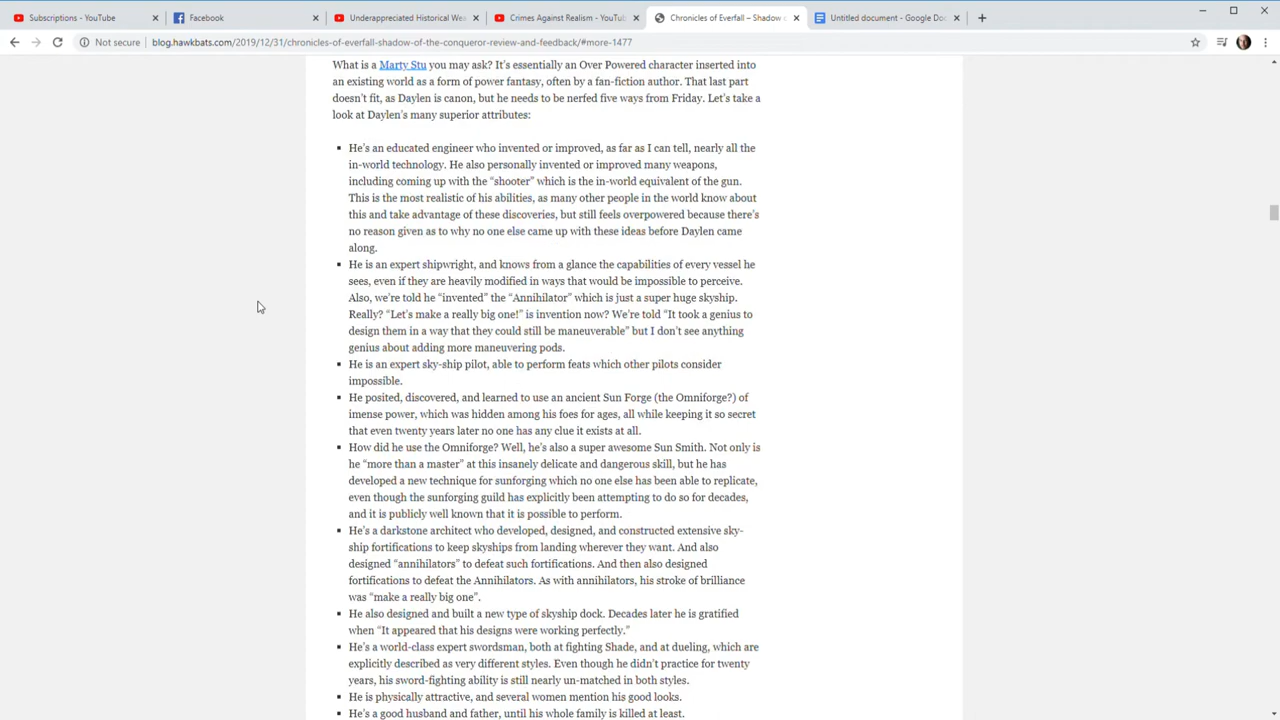 Subscriptions - YouTube
Facebook
Underappreciated Historical Wea
Crimes Against Realism - YouTub
Chronicles of Everfall – Shadow o
Untitled document - Google Doc
Not secure
blog.hawkbats.com/2019/12/31/chronicles-of-everfall-shadow-of-the-conqueror-review-and-feedback/#more-1477
What is a Marty Stu you may ask? It's essentially an Over Powered character inserted into
an existing world as a form of power fantasy, often by a fan-fiction author. That last part
doesn't fit, as Daylen is canon, but he needs to be nerfed five ways from Friday. Let's take a
look at Daylen's many superior attributes:
He's an educated engineer who invented or improved, as far as I can tell, nearly all the
in-world technology. He also personally invented or improved many weapons,
including coming up with the "shooter" which is the in-world equivalent of the gun.
This is the most realistic of his abilities, as many other people in the world know about
this and take advantage of these discoveries, but still feels overpowered because there's
no reason given as to why no one else came up with these ideas before Daylen came
along.
He is an expert shipwright, and knows from a glance the capabilities of every vessel he
sees, even if they are heavily modified in ways that would be impossible to perceive.
Also, we're told he "invented" the "Annihilator" which is just a super huge skyship.
Really? "Let's make a really big one!" is invention now? We're told "It took a genius to
design them in a way that they could still be maneuverable" but I don't see anything
genius about adding more maneuvering pods.
He is an expert sky-ship pilot, able to perform feats which other pilots consider
impossible.
He posited, discovered, and learned to use an ancient Sun Forge (the Omniforge?) of
imense power, which was hidden among his foes for ages, all while keeping it so secret
that even twenty years later no one has any clue it exists at all.
How did he use the Omniforge? Well, he's also a super awesome Sun Smith. Not only is
he "more than a master" at this insanely delicate and dangerous skill, but he has
developed a new technique for sunforging which no one else has been able to replicate,
even though the sunforging guild has explicitly been attempting to do so for decades,
and it is publicly well known that it is possible to perform.
He's a darkstone architect who developed, designed, and constructed extensive sky-
ship fortifications to keep skyships from landing wherever they want. And also
designed "annihilators" to defeat such fortifications. And then also designed
fortifications to defeat the Annihilators. As with annihilators, his stroke of brilliance
was "make a really big one".
He also designed and built a new type of skyship dock. Decades later he is gratified
when "It appeared that his designs were working perfectly."
He's a world-class expert swordsman, both at fighting Shade, and at dueling, which are
explicitly described as very different styles. Even though he didn't practice for twenty
years, his sword-fighting ability is still nearly un-matched in both styles.
He is physically attractive, and several women mention his good looks.
He's a good husband and father, until his whole family is killed at least.